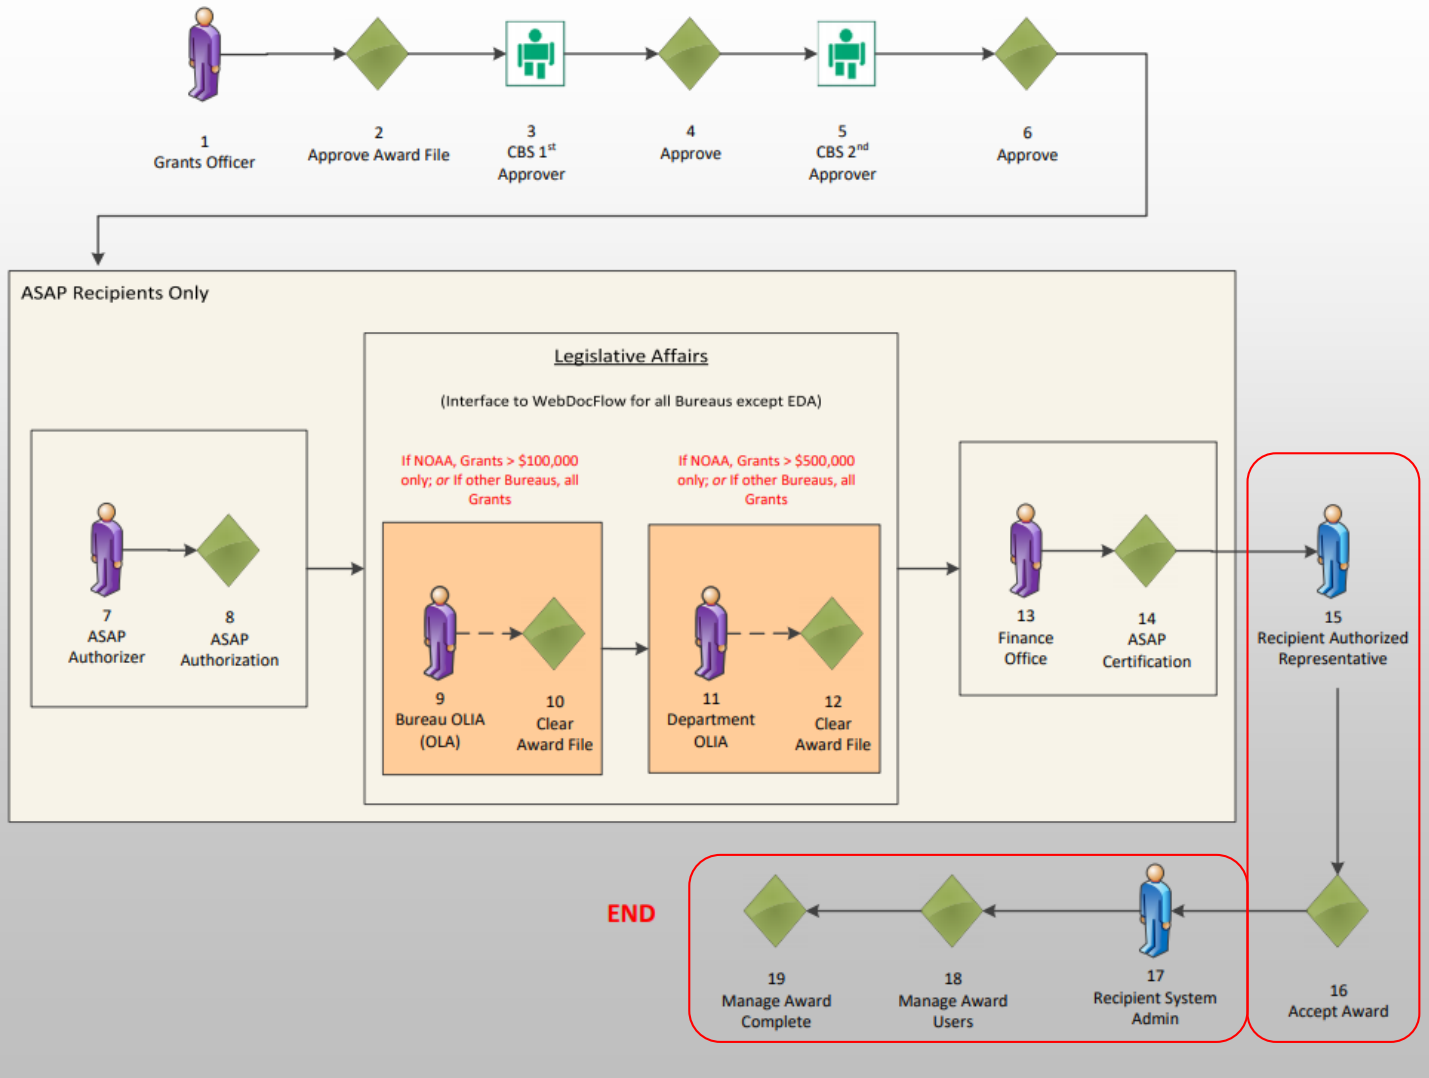 1
Grants Officer
2
Approve Award File
3
CBS 1st
Approver
4
Approve
5
CBS 2nd
Approver
6
Approve
ASAP Recipients Only
Legislative Affairs
(Interface to WebDocFlow for all Bureaus except EDA)
If NOAA, Grants > $100,000
only; or If other Bureaus, all
Grants
If NOAA, Grants > $500,000
only; or If other Bureaus, all
Grants
7
ASAP
Authorizer
8
ASAP
Authorization
9
Bureau OLIA
(OLA)
10
Clear
Award File
11
Department
OLIA
12
Clear
Award File
13
Finance
Office
14
ASAP
Certification
15
Recipient Authorized
Representative
END
19
Manage Award
Complete
18
Manage Award
Users
17
Recipient System
Admin
16
Accept Award